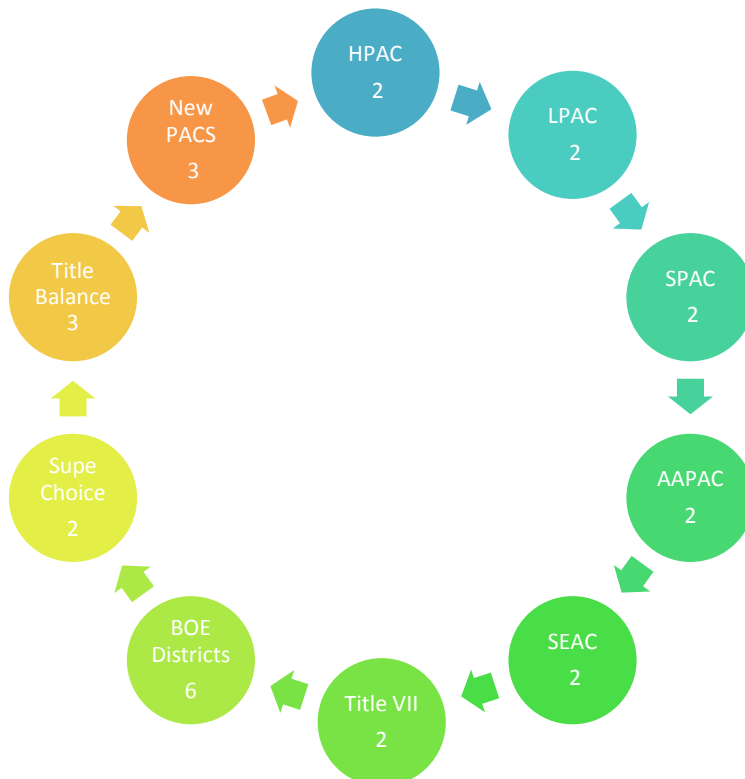 HPAC
2
LPAC
2
SPAC
2
AAPAC
2
SEAC
2
Title VII
2
BOE
Districts
6
Supe
Choice
2
Title
Balance
3
New
PACS
3